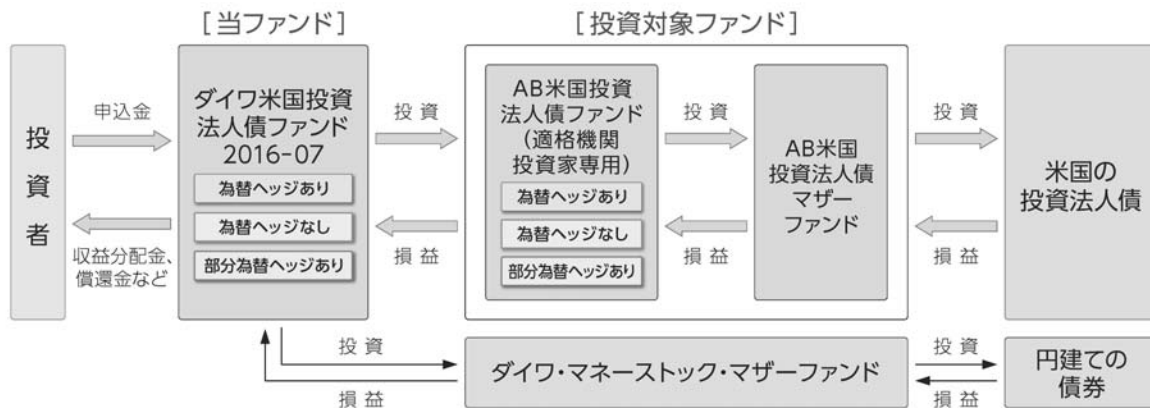 [当ファンド]
[投資対象ファンド]
投資者
申込金
収益分配金、
償還金など
ダイワ米国投資
法人債ファンド
2016-07
為替ヘッジあり
為替ヘッジなし
部分為替ヘッジあり
投資
損益
AB米国投資
法人債ファンド
(適格機関
投資家専用)
為替ヘッジあり
為替ヘッジなし
部分為替ヘッジあり
投資
損益
AB米国
投資法人債
マザー
ファンド
投資
損益
米国の
投資法人債
投資
損益
ダイワ・マネーストック・マザーファンド
投資
損益
円建ての
債券